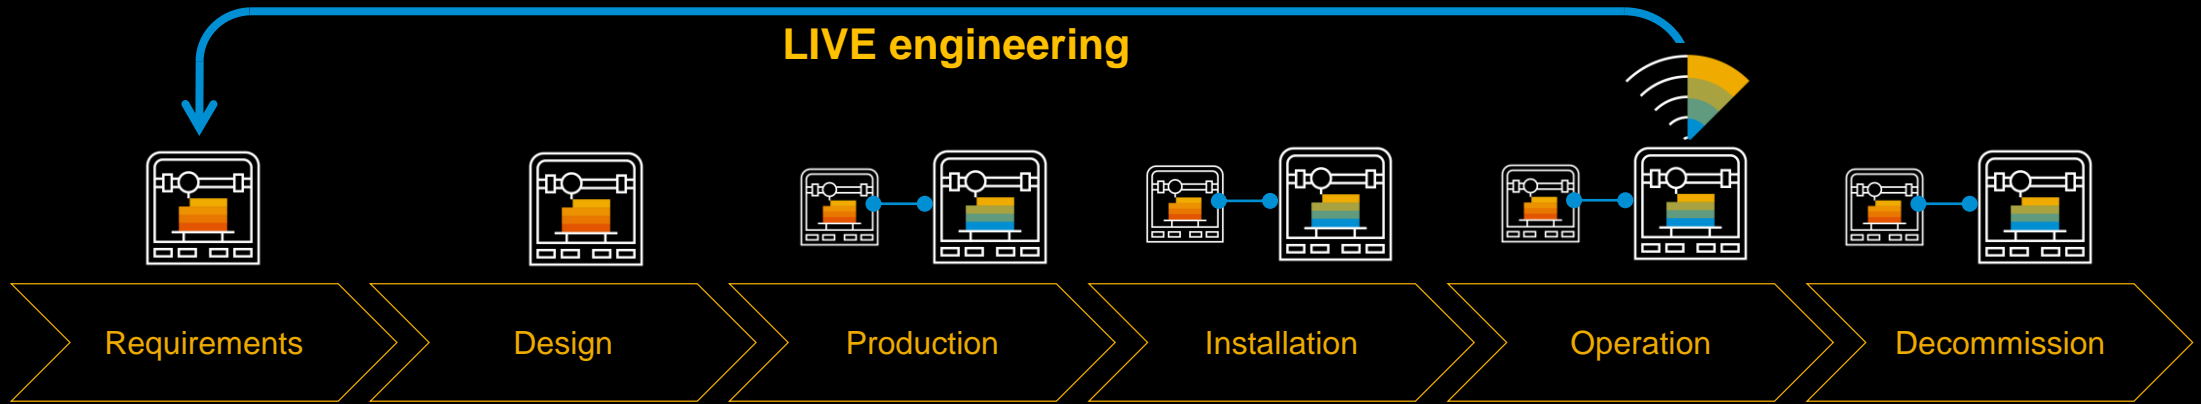 LIVE engineering
Requirements
Design
Production
Installation
Operation
Decommission